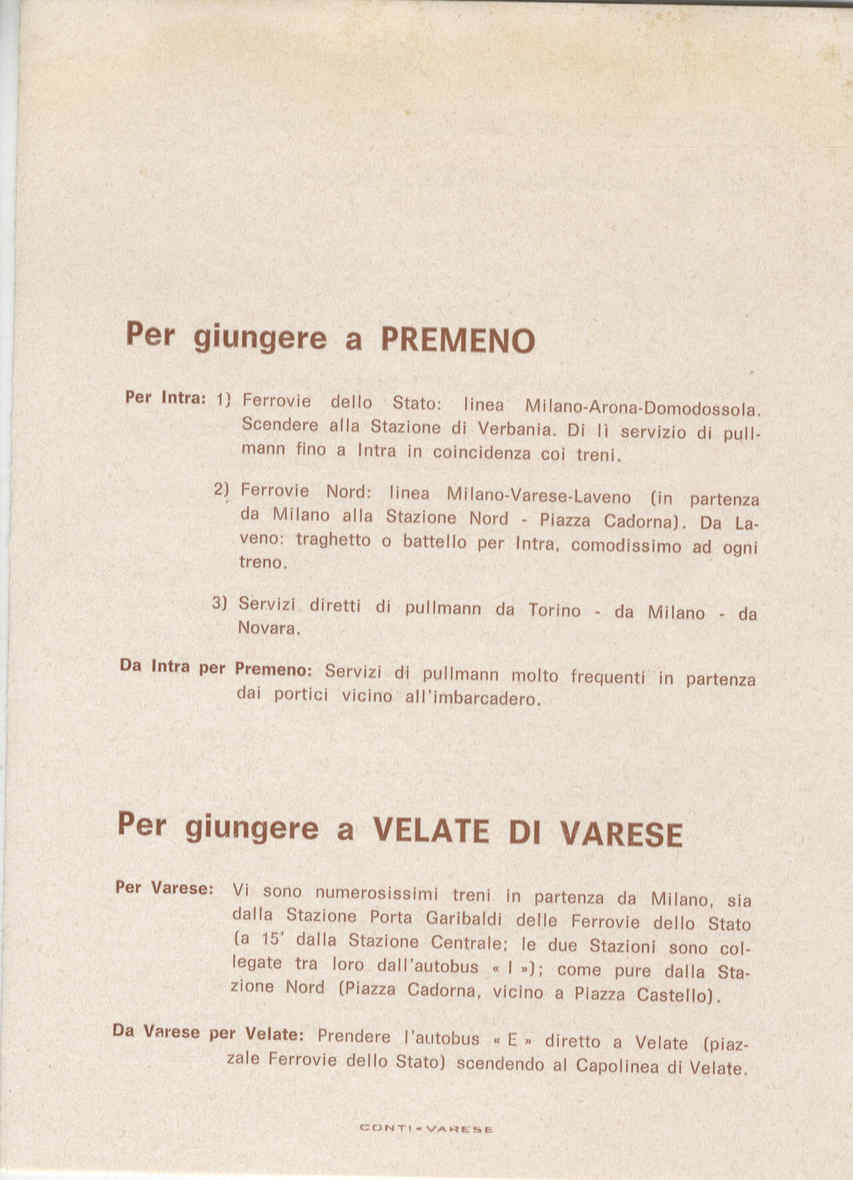 Per giungere a PREMENO
Per Intra: 1) Ferrovie dello Stato: linea Milano-Arona-Domodossola.
Scendere alla Stazione di Verbania. Di lì servizio di pull-
mann fino a Intra in coincidenza coi treni.
2) Ferrovie Nord: linea Milano-Varese-Laveno (in partenza
da Milano alla Stazione Nord - Piazza Cadorna). Da La-
veno: traghetto o battello per Intra, comodissimo ad ogni
treno.
3) Servizi diretti di pullmann da Torino - da Milano - da
Novara.
Da Intra per Premeno: Servizi di pullmann molto frequenti in partenza
dai portici vicino all'imbarcadero.
Per giungere a VELATE DI VARESE
Per Varese: Vi sono numerosissimi treni in partenza da Milano, sia
dalla Stazione Porta Garibaldi delle Ferrovie dello Stato
(a 15' dalla Stazione Centrale; le due Stazioni sono col-
legate tra loro dall'autobus « I »); come pure dalla Sta-
zione Nord (Piazza Cadorna, vicino a Piazza Castello).
Da Varese per Velate: Prendere l'autobus « E » diretto a Velate (piaz-
zale Ferrovie dello Stato) scendendo al Capolinea di Velate.
CONTI - VARESE